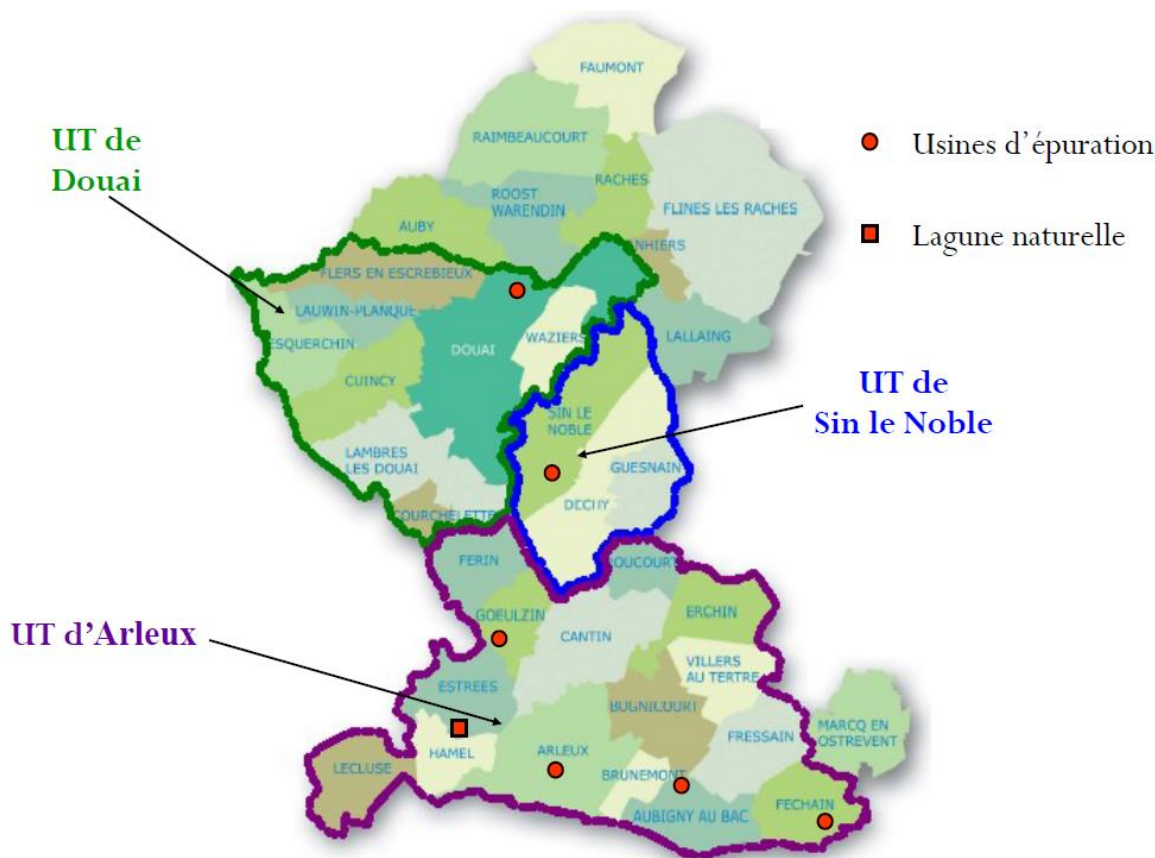 FAUMONT
RAIMBEAUCOURT
UT de
Douai
Usines d'épuration
RACHES
ROOST
WARENDIN
FLINES LES RACHES
AUBY
Lagune naturelle
NHIERS
FLERS EN ESCREBIEUX
LAUWIN-PLANQUE
WAZIERS
LALLAING
ESQUERCHIN
DOUAI
CUINCY
UT de
Sin le Noble
SIN LE
NOBLE
LAMBRES
LES DOUAI
GUESNAIN
DECHY
COURCHELETTE
FERIN
OUCOURT
GOEULZIN
ERCHIN
UT d'Arleux
CANTIN
VILLERS
AU TERTRE
ESTREES
BUGNICOURT
MARCQ EN
OSTREVENT
FRESSAIN
HAMEL
ARLEUX
LECLUSE
BRUNEMONT
FECHAIN
AUBIGNY AU BAC